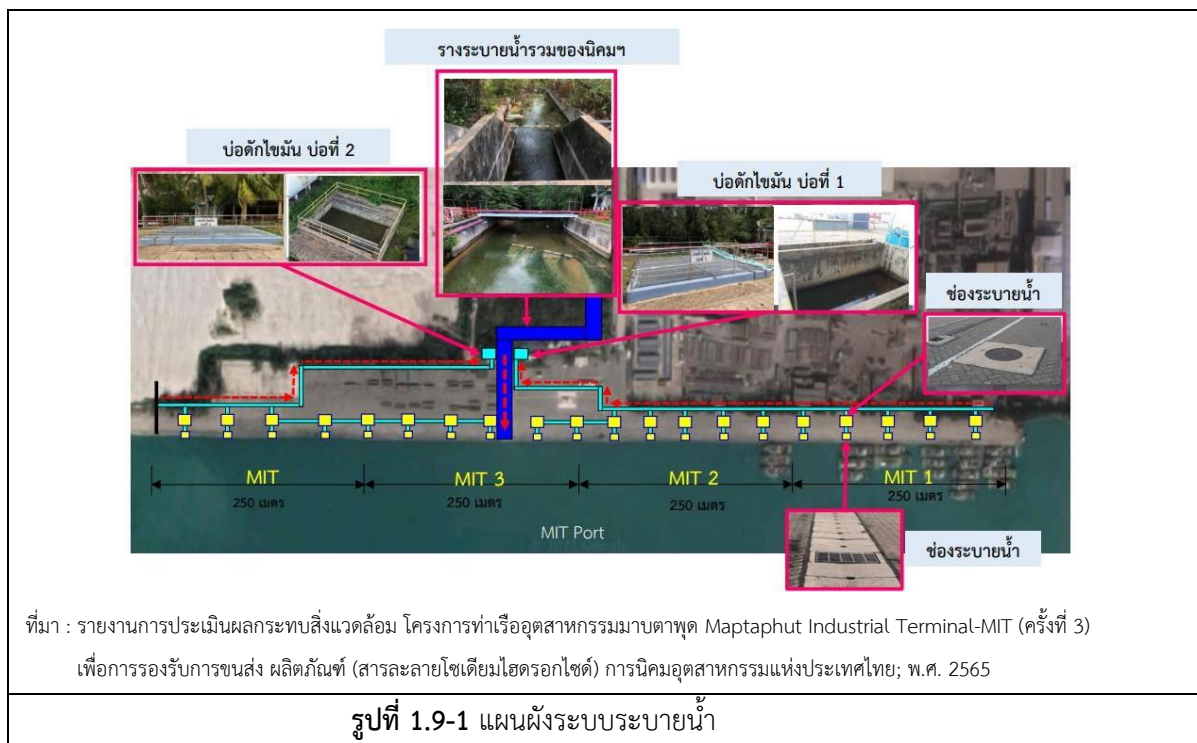 รางระบายน้ำรวมของนิคมฯ
บ่อดักไขมัน บ่อที่ 2
บ่อดักไขมัน บ่อที่ 1
ช่องระบายน้ำ
MIT
MIT 3
MIT 2
MIT 1
250 เมตร
250 เมตร
250 เมตร
250 เมตร
MIT Port
ช่องระบายน้ำ
ที่มา : รายงานการประเมินผลกระทบสิ่งแวดล้อม โครงการท่าเรืออุตสาหกรรมมาบตาพุด Maptaphut Industrial Terminal-MIT (ครั้งที่ 3)
เพื่อการรองรับการขนส่ง ผลิตภัณฑ์ (สารละลายโซเดียมไฮดรอกไซด์) การนิคมอุตสาหกรรมแห่งประเทศไทย; พ.ศ. 2565
รูปที่ 1.9-1 แผนผังระบบระบายน้ำ